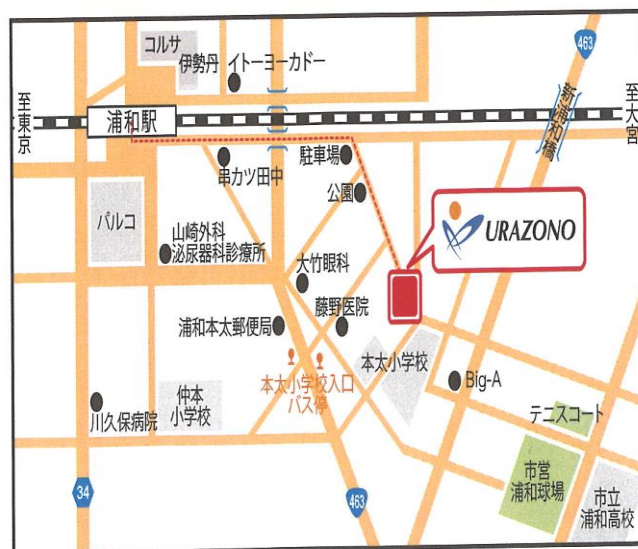 コルサ
伊勢丹
イトーヨーカドー
463
至東京
浦和駅
新浦和橋
至大宮
串カツ田中
駐車場
公園
パルコ
山崎外科
泌尿器科診療所
URAZONO
大竹眼科
藤野医院
浦和本太郵便局
本太小学校
本太小学校入口
バス停
Big-A
仲本
小学校
川久保病院
テニスコート
市営
浦和球場
市立
浦和高校
34
463